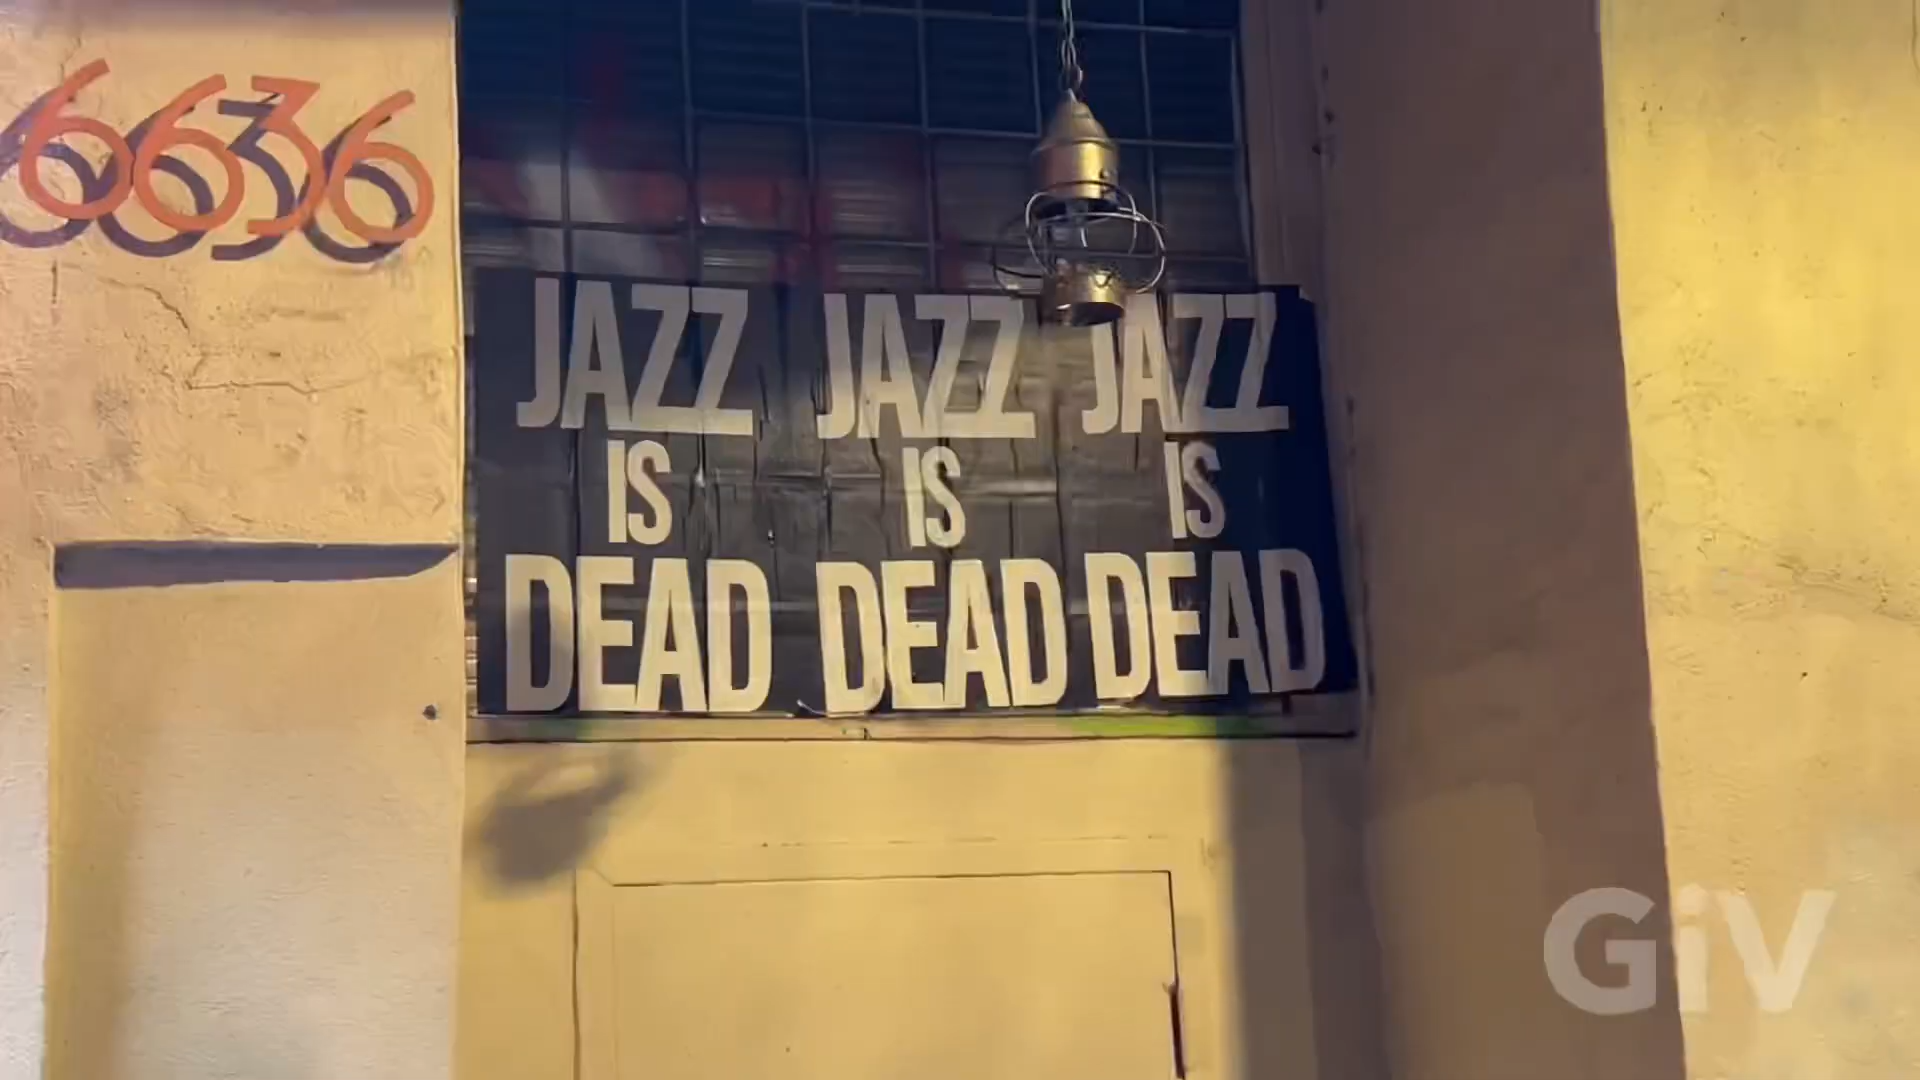 6636
JAZZ JAZZ JAZZ
IS IS IS
DEAD DEAD DEAD
GiV